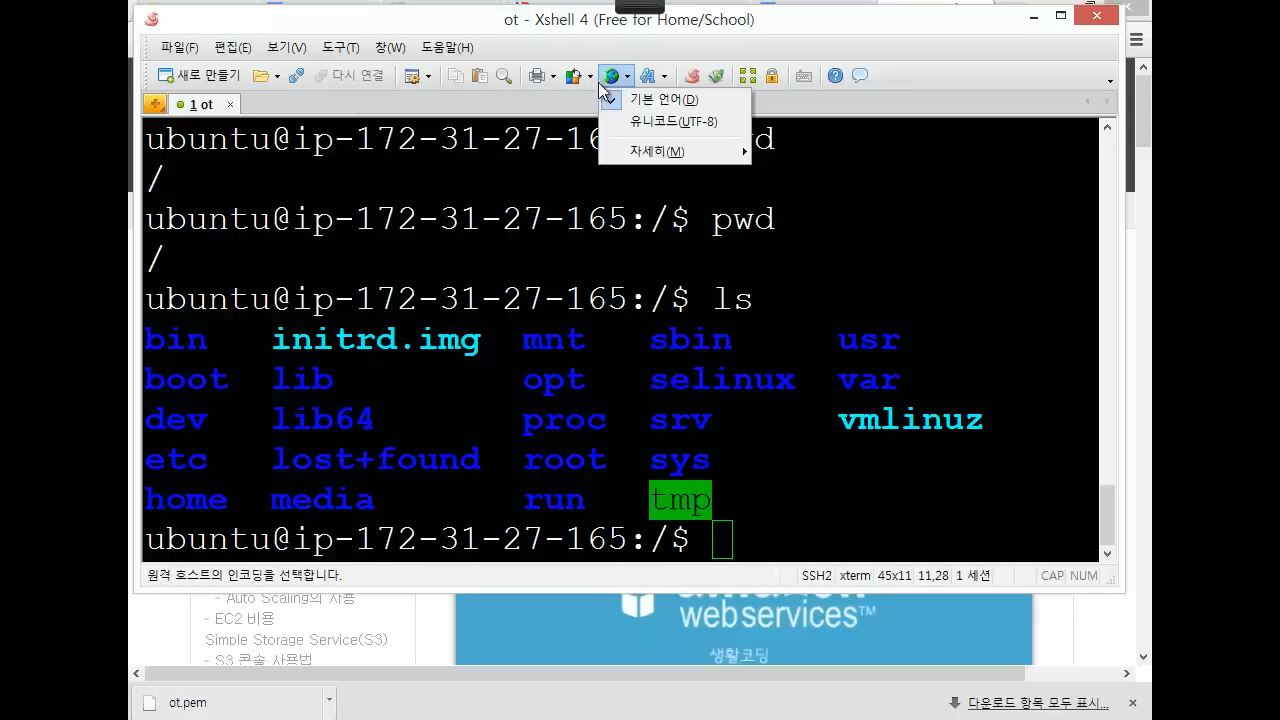 ot - Xshell 4 (Free for Home/School)
파일(F) 편집(E) 보기(V) 도구(T) 창(W) 도움말(H)
새로 만들기 다시 연결
1 ot
기본 언어(D)
유니코드(UTF-8)
자세히(M)
ubuntu@ip-172-31-27-16
/
ubuntu@ip-172-31-27-165:/$ pwd
/
ubuntu@ip-172-31-27-165:/$ ls
bin initrd.img mnt sbin usr
boot lib opt selinux var
dev lib64 proc srv vmlinuz
etc lost+found root sys
home media run tmp
ubuntu@ip-172-31-27-165:/$
원격 호스트의 인코딩을 선택합니다. SSH2 xterm 45x11 11,28 1 세션 CAP NUM
- Auto Scaling의 사용
- EC2 비용
Simple Storage Service(S3)
- S3 콘솔 사용법
webservices™
생활코딩
ot.pem 다운로드 항목 모두 표시...